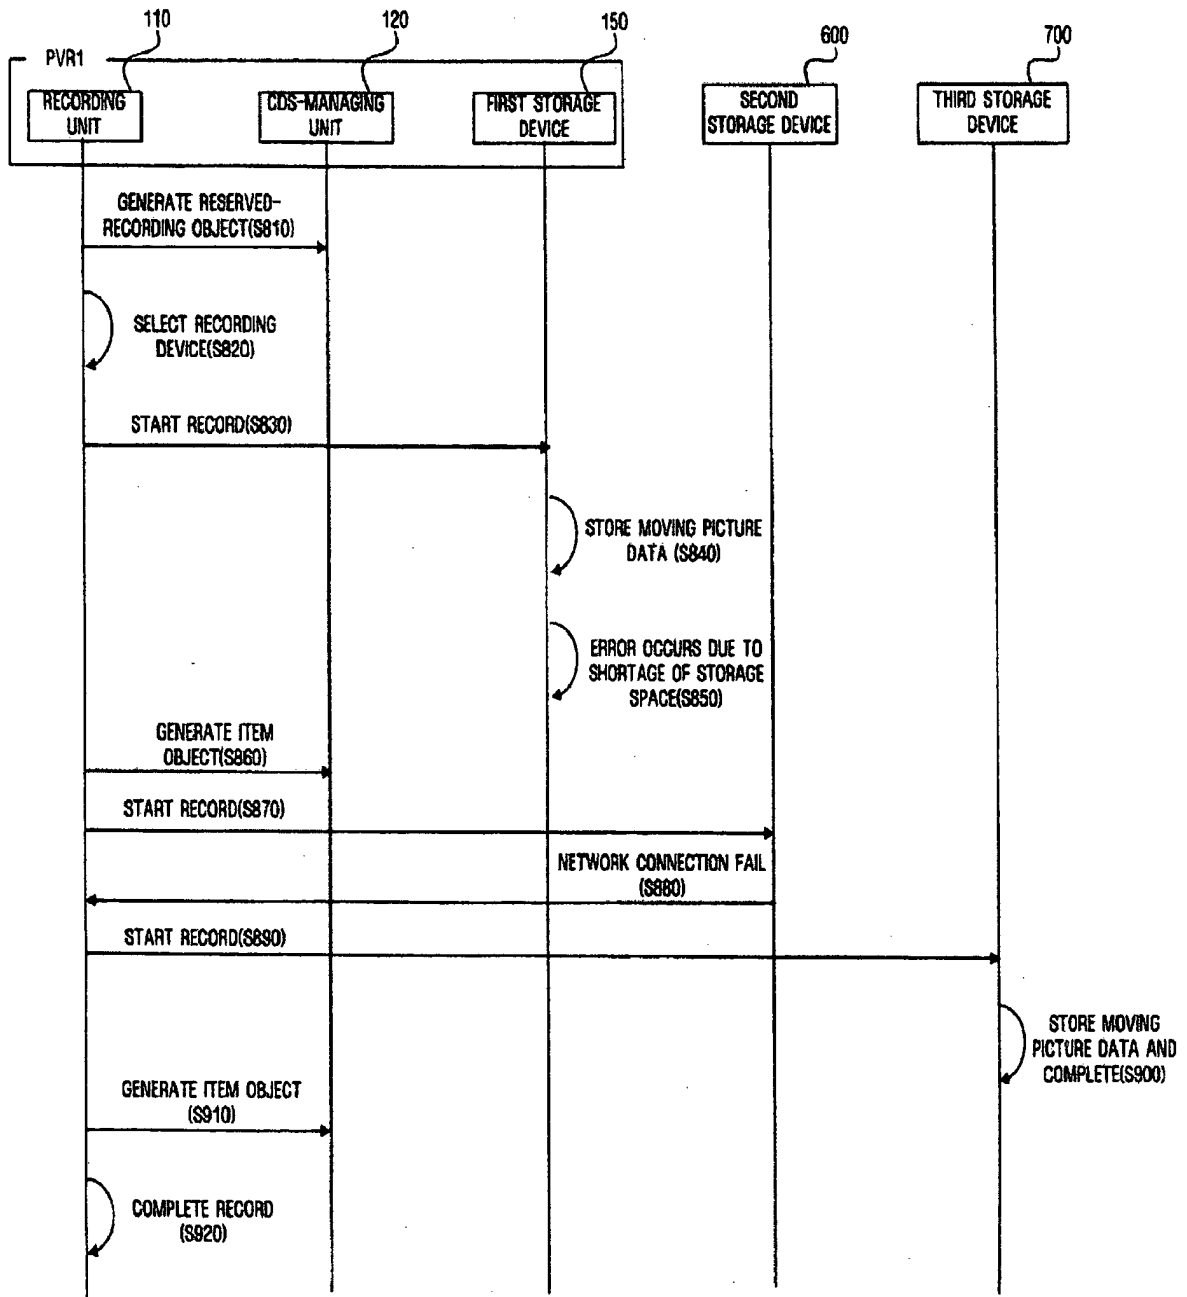 110
120
150
600
700
PVR1
RECORDING
UNIT
CDS-MANAGING
UNIT
FIRST STORAGE
DEVICE
SECOND
STORAGE DEVICE
THIRD STORAGE
DEVICE
GENERATE RESERVED-
RECORDING OBJECT(S810)
SELECT RECORDING
DEVICE(S820)
START RECORD(S830)
STORE MOVING PICTURE
DATA (S840)
ERROR OCCURS DUE TO
SHORTAGE OF STORAGE
SPACE(S850)
GENERATE ITEM
OBJECT(S860)
START RECORD(S870)
NETWORK CONNECTION FAIL
(S880)
START RECORD(S890)
STORE MOVING
PICTURE DATA AND
COMPLETE(S900)
GENERATE ITEM OBJECT
(S910)
COMPLETE RECORD
(S920)